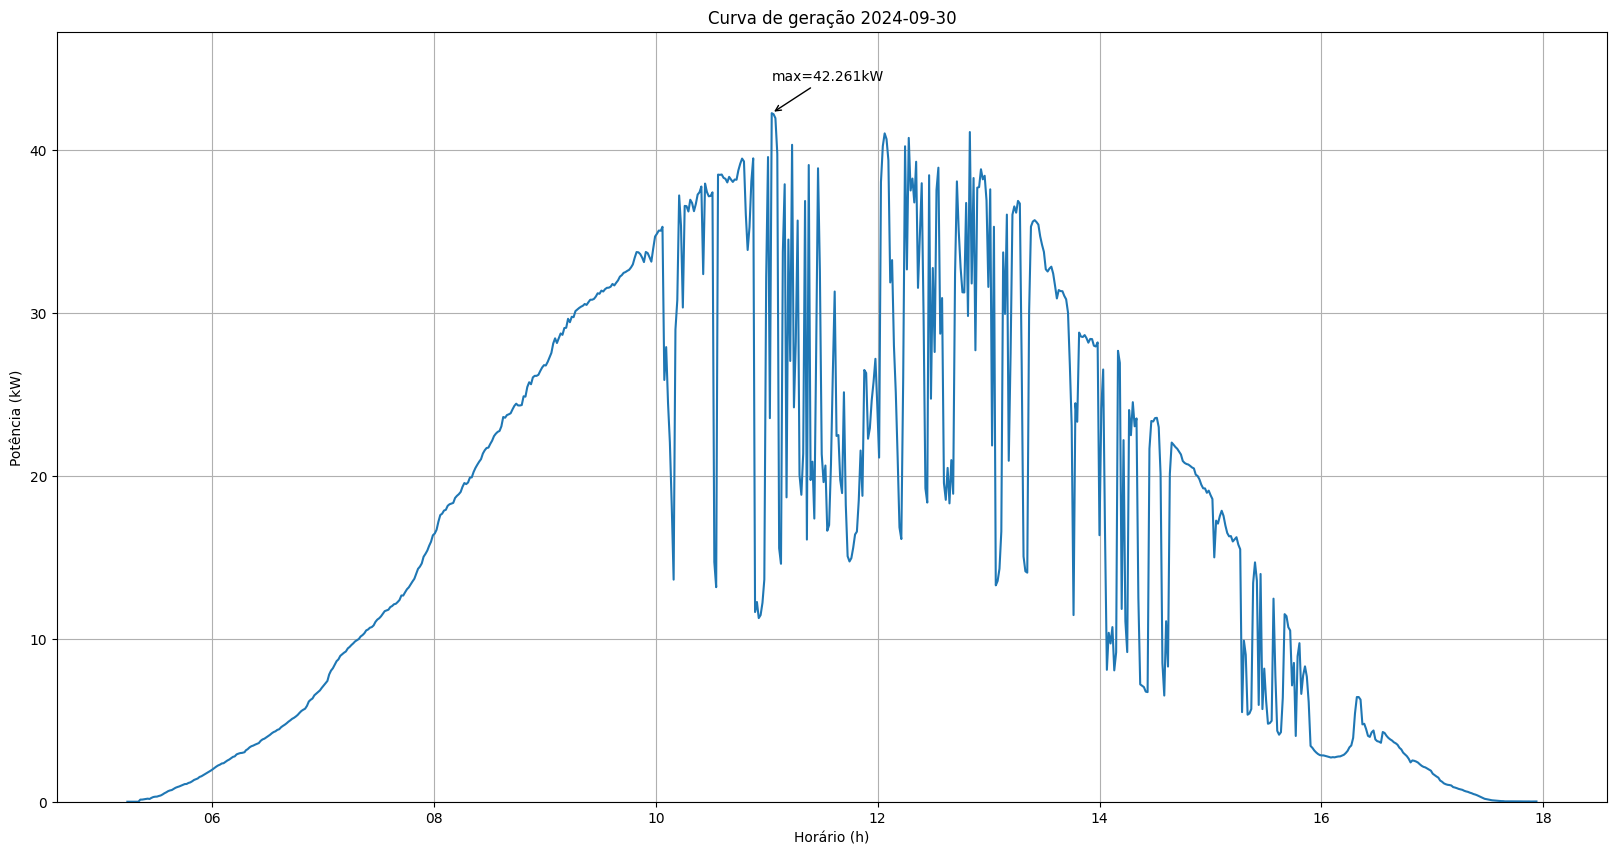 Curva de geração 2024-09-30
max=42.261kW
Potência (kW)
40
30
20
10
0
06 08 10 12 14 16 18
Horário (h)